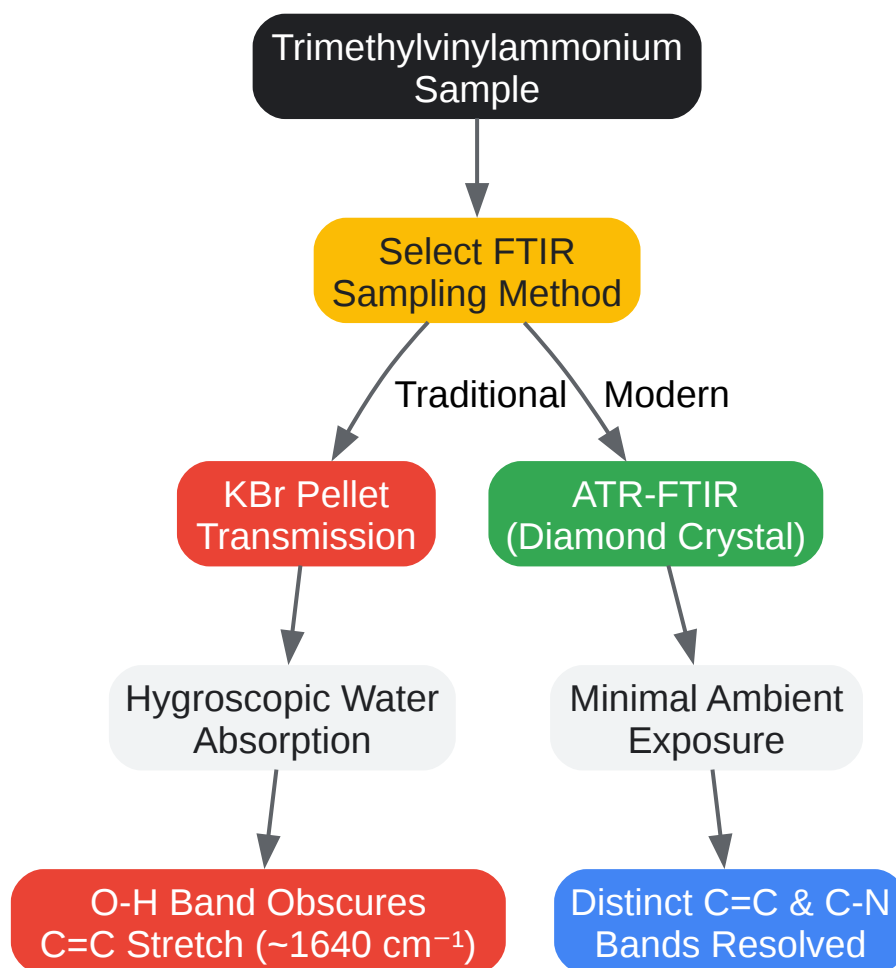 Trimethylvinylammonium
Sample
Select FTIR
Sampling Method
Traditional
Modern
KBr Pellet
Transmission
ATR-FTIR
(Diamond Crystal)
Hygroscopic Water
Absorption
Minimal Ambient
Exposure
O-H Band Obscures
C=C Stretch (~1640 cm⁻¹)
Distinct C=C & C-N
Bands Resolved